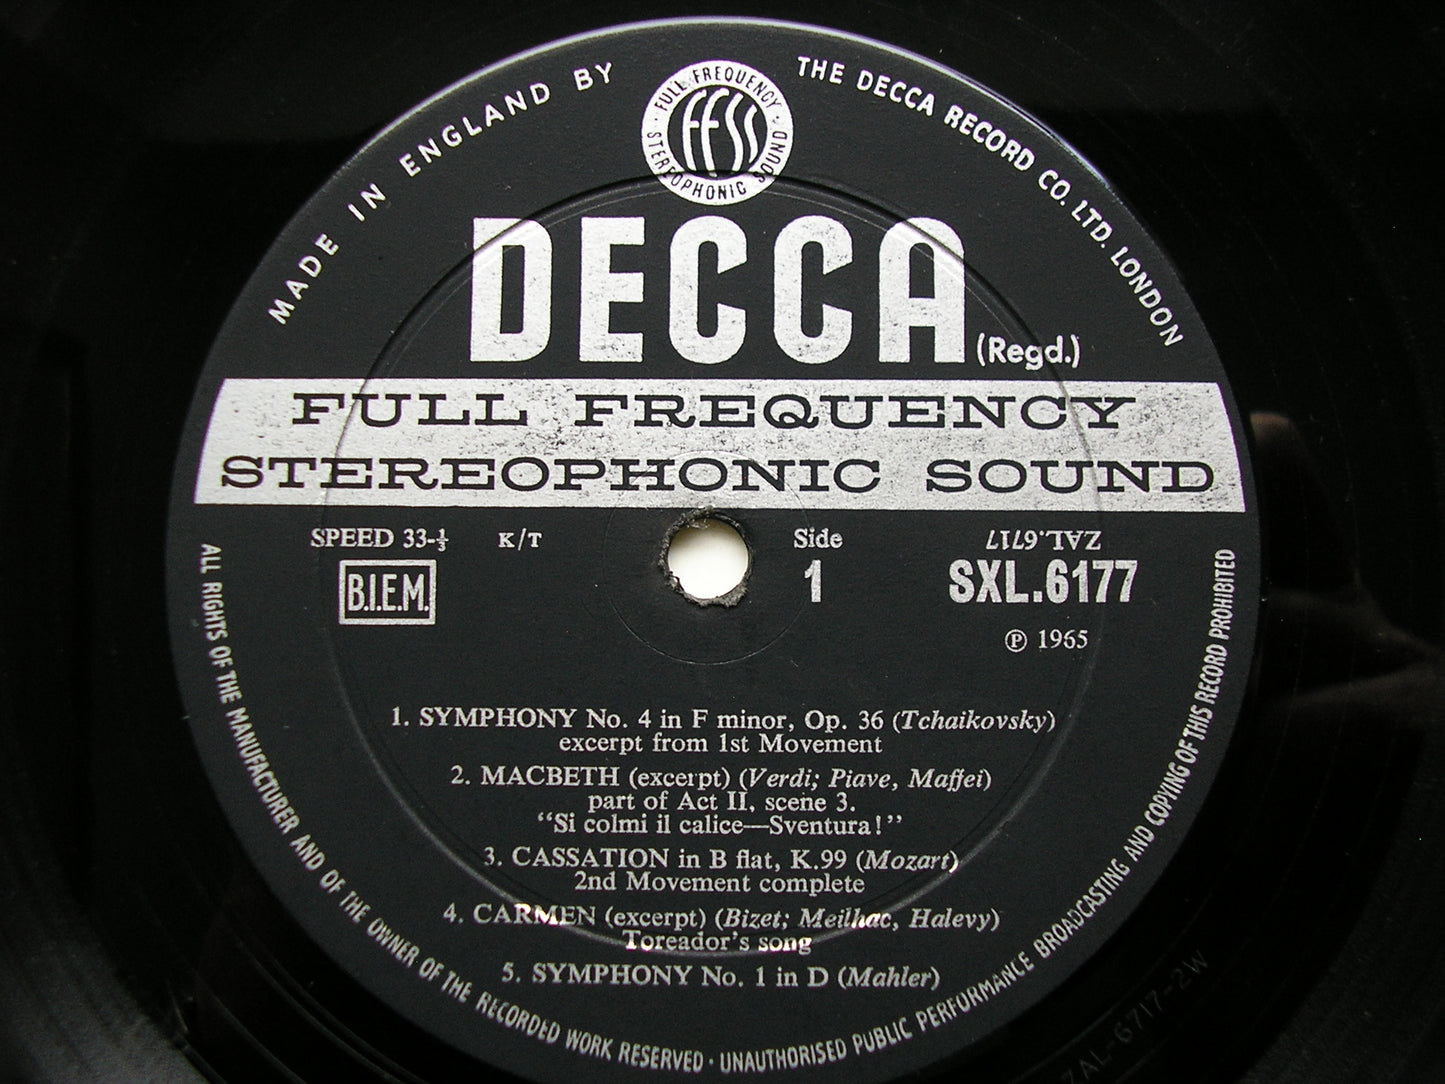 MADE IN ENGLAND BY
THE DECCA RECORD CO. LTD. LONDON
FULL FREQUENCY
FFSS
STEREOPHONIC SOUND
DECCA
(Regd.)
FULL FREQUENCY
STEREOPHONIC SOUND
SPEED 33-⅓ K/T Side ZAL.6717
B.I.E.M. 1 SXL.6177
℗ 1965
1. SYMPHONY No. 4 in F minor, Op. 36 (Tchaikovsky)
excerpt from 1st Movement
2. MACBETH (excerpt) (Verdi; Piave, Maffei)
part of Act II, scene 3.
“Si colmi il calice—Sventura!”
3. CASSATION in B flat, K.99 (Mozart)
2nd Movement complete
4. CARMEN (excerpt) (Bizet; Meilhac, Halevy)
Toreador's song
5. SYMPHONY No. 1 in D (Mahler)
ALL RIGHTS OF THE MANUFACTURER AND OF THE OWNER OF THE RECORDED WORK RESERVED · UNAUTHORISED PUBLIC PERFORMANCE BROADCASTING AND COPYING OF THIS RECORD PROHIBITED
ZAL-6717-2W